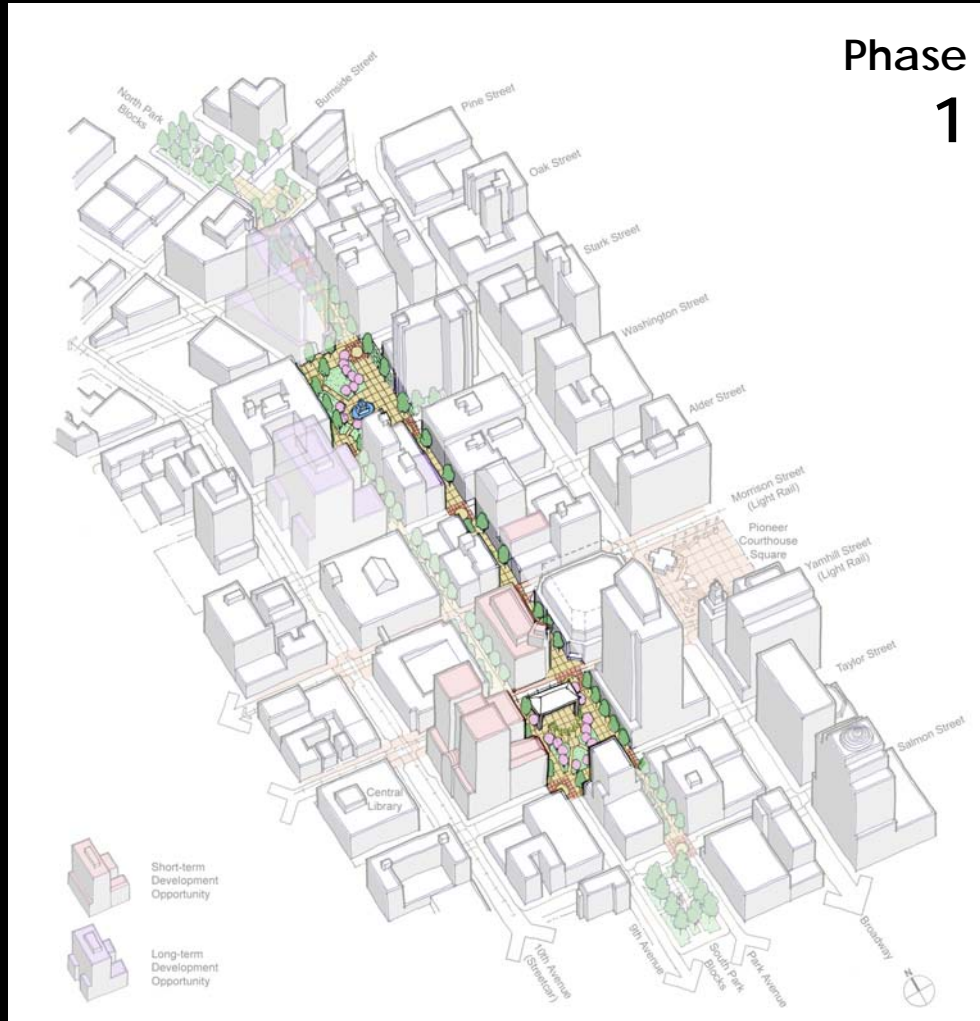 Phase
1
North Park
Blocks
Burnside Street
Pine Street
Oak Street
Stark Street
Washington Street
Alder Street
Morrison Street
(Light Rail)
Pioneer
Courthouse
Square
Yamhill Street
(Light Rail)
Taylor Street
Salmon Street
Central
Library
Short-term
Development
Opportunity
Long-term
Development
Opportunity
10th Avenue
(Streetcar)
9th Avenue
South Park
Blocks
Park Avenue
Broadway
N